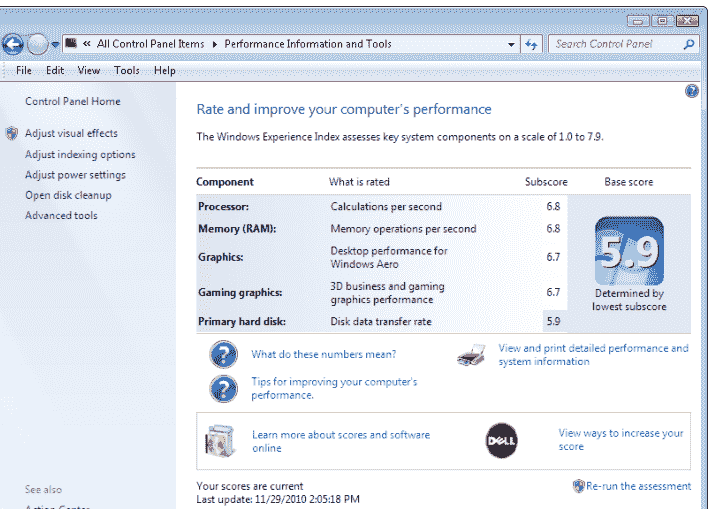 « All Control Panel Items ▸ Performance Information and Tools
Search Control Panel
File Edit View Tools Help
Control Panel Home
Adjust visual effects
Adjust indexing options
Adjust power settings
Open disk cleanup
Advanced tools
Rate and improve your computer's performance
The Windows Experience Index assesses key system components on a scale of 1.0 to 7.9.
Component What is rated Subscore Base score
Processor: Calculations per second 6.8
Memory (RAM): Memory operations per second 6.8
Graphics: Desktop performance for
Windows Aero 6.7
Gaming graphics: 3D business and gaming
graphics performance 6.7
Primary hard disk: Disk data transfer rate 5.9
5.9
Determined by
lowest subscore
What do these numbers mean?
View and print detailed performance and
system information
Tips for improving your computer's
performance.
Learn more about scores and software
online
DELL
View ways to increase your
score
Your scores are current
Last update: 11/29/2010 2:05:18 PM
Re-run the assessment
See also
Action Center